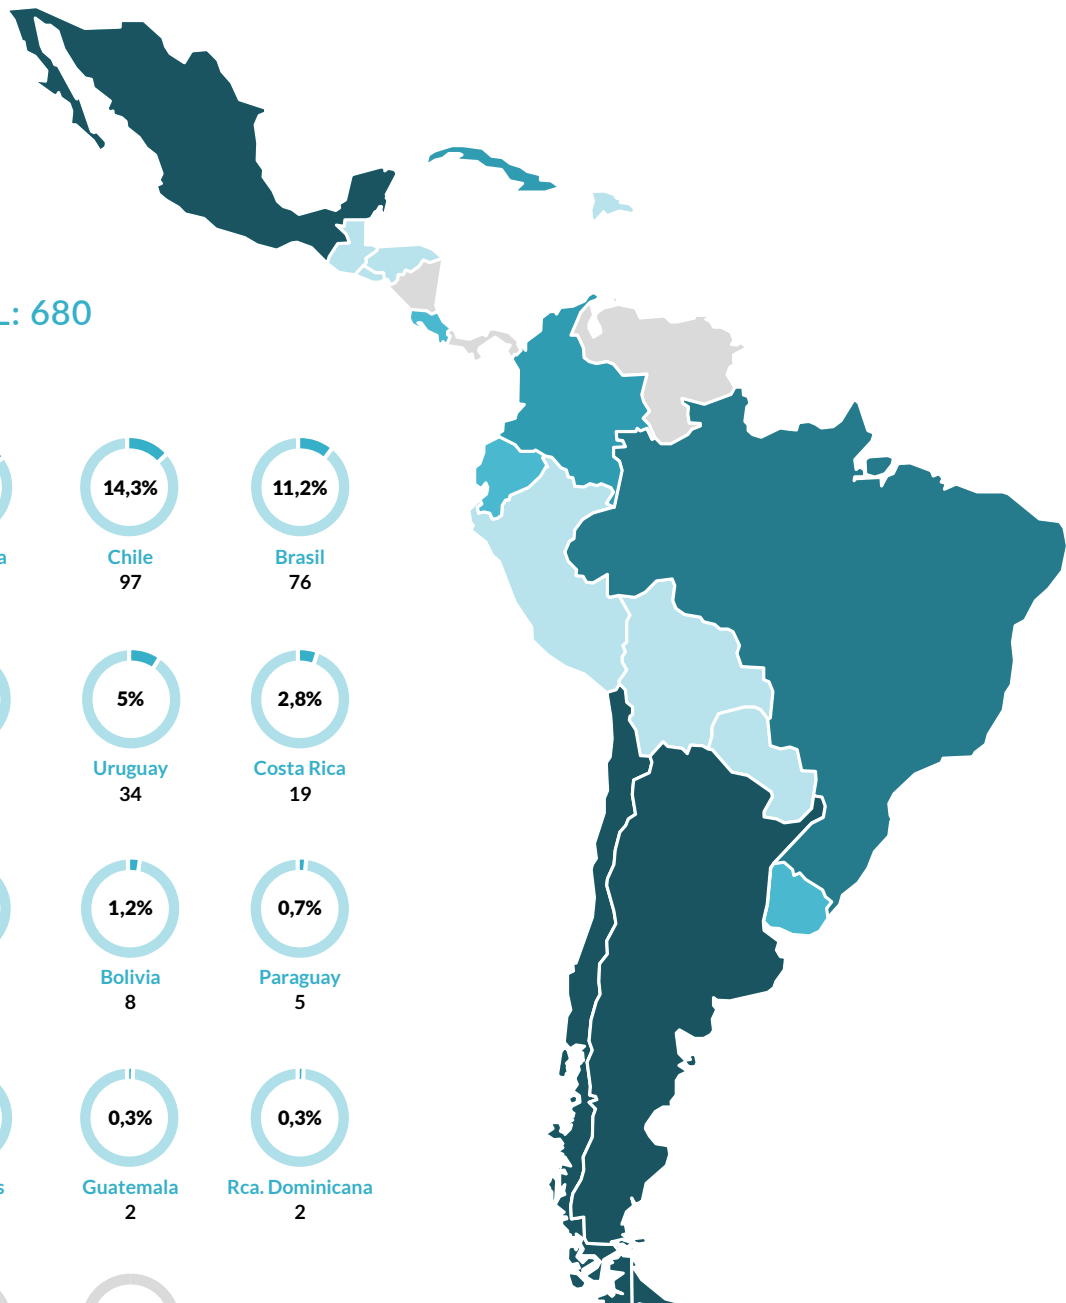 L: 680
14,3%
11,2%
a
Chile
Brasil
97
76
5%
2,8%
Uruguay
Costa Rica
34
19
1,2%
0,7%
Bolivia
Paraguay
8
5
0,3%
0,3%
s
Guatemala
Rca. Dominicana
2
2